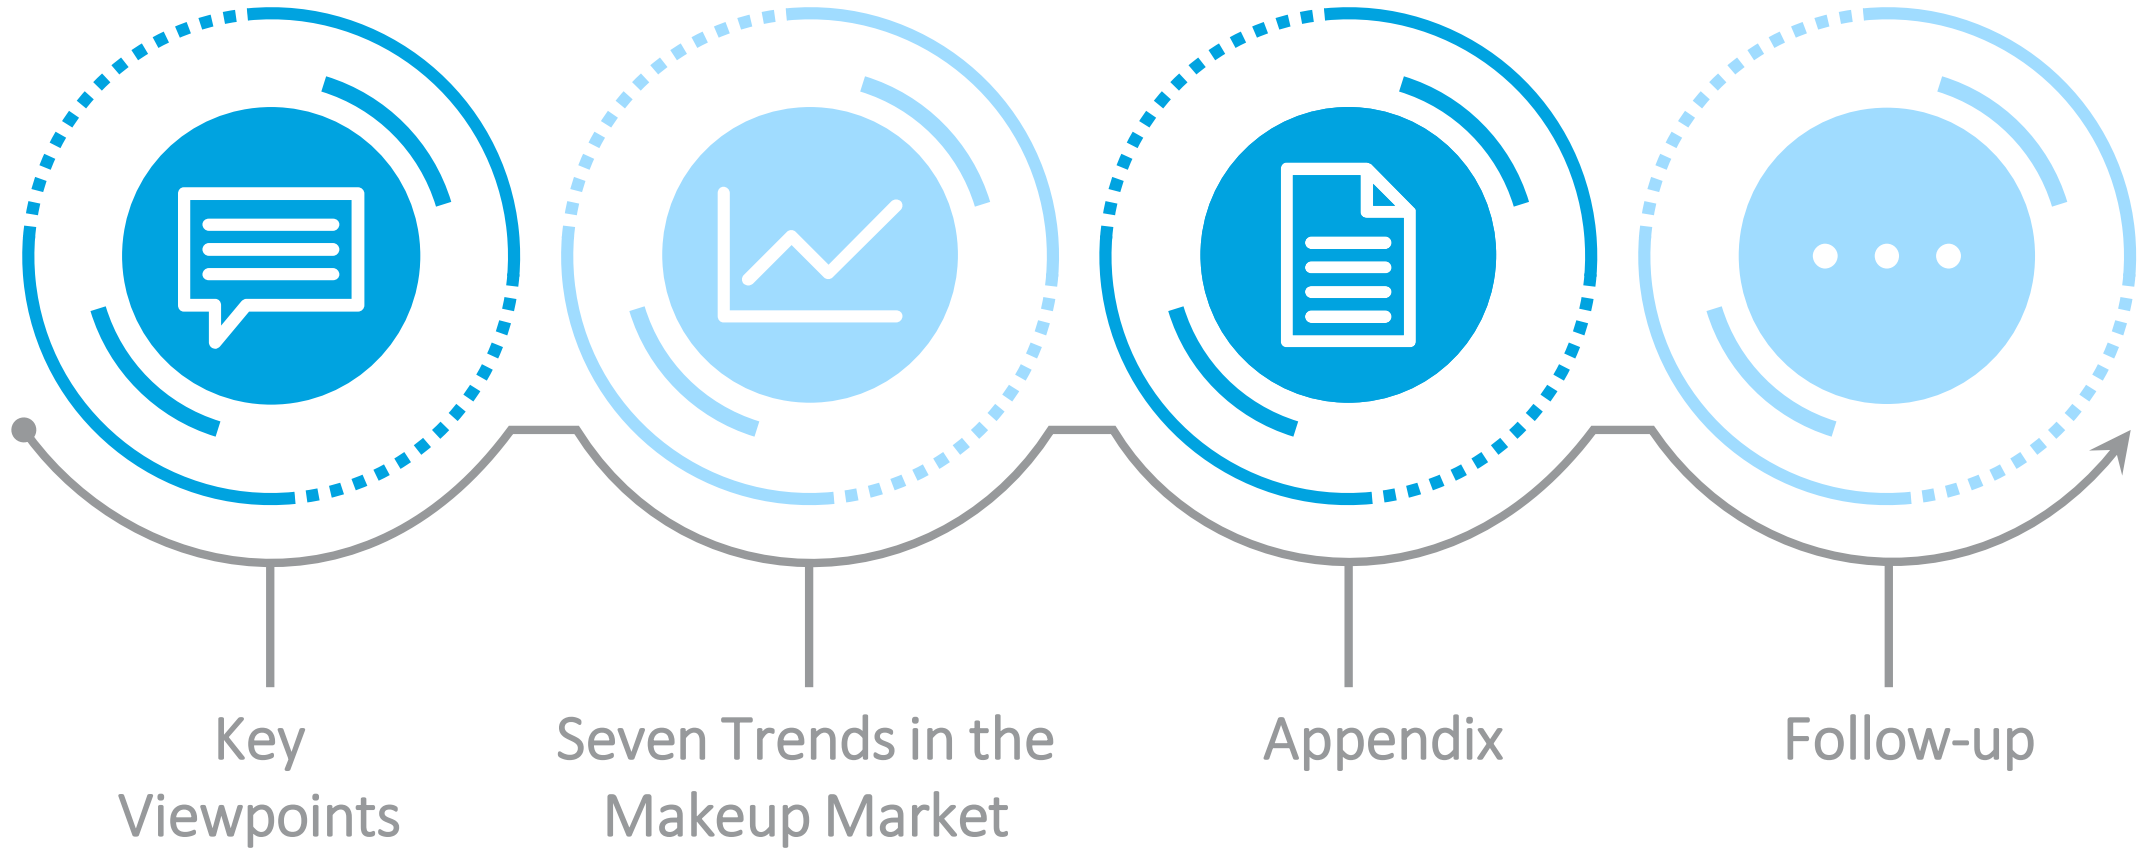 Key
Viewpoints
Seven Trends in the
Makeup Market
Appendix
Follow-up